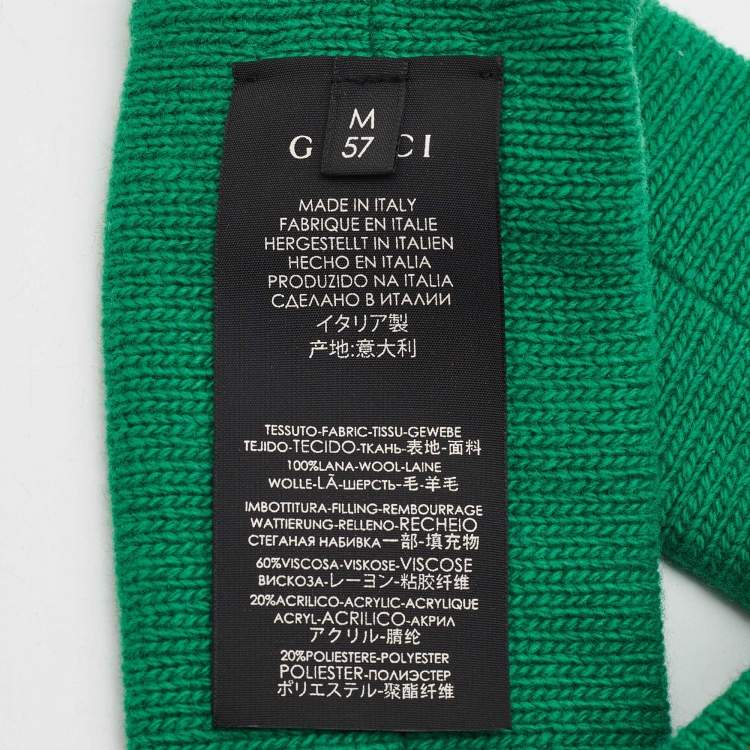 M
57
G CI
MADE IN ITALY
FABRIQUE EN ITALIE
HERGESTELLT IN ITALIEN
HECHO EN ITALIA
PRODUZIDO NA ITALIA
СДЕЛАНО В ИТАЛИИ
イタリア製
产地:意大利
TESSUTO-FABRIC-TISSU-GEWEBE
TEJIDO-TECIDO-ТКАНЬ-表地-面料
100%LANA-WOOL-LAINE
WOLLE-LÃ-ШЕРСТЬ-毛-羊毛
IMBOTTITURA-FILLING-REMBOURRAGE
WATTIERUNG-RELLENO-RECHEIO
СТЕГАНАЯ НАБИВКА一部-填充物
60%VISCOSA-VISKOSE-VISCOSE
ВИСКОЗА-レーヨン-粘胶纤维
20%ACRILICO-ACRYLIC-ACRYLIQUE
ACRYL-ACRILICO-АКРИЛ
アクリル-腈纶
20%POLIESTERE-POLYESTER
POLIESTER-ПОЛИЭСТЕР
ポリエステル-聚酯纤维